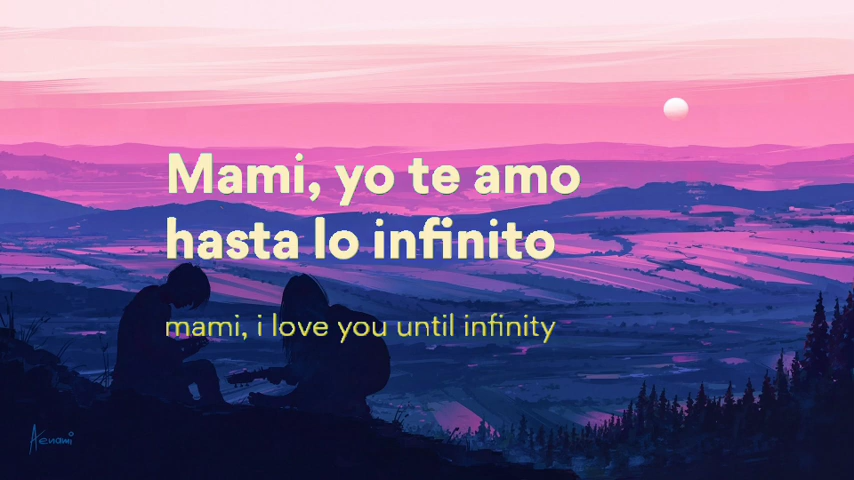 Mami, yo te amo
hasta lo infinito
mami, i love you until infinity
Aenami